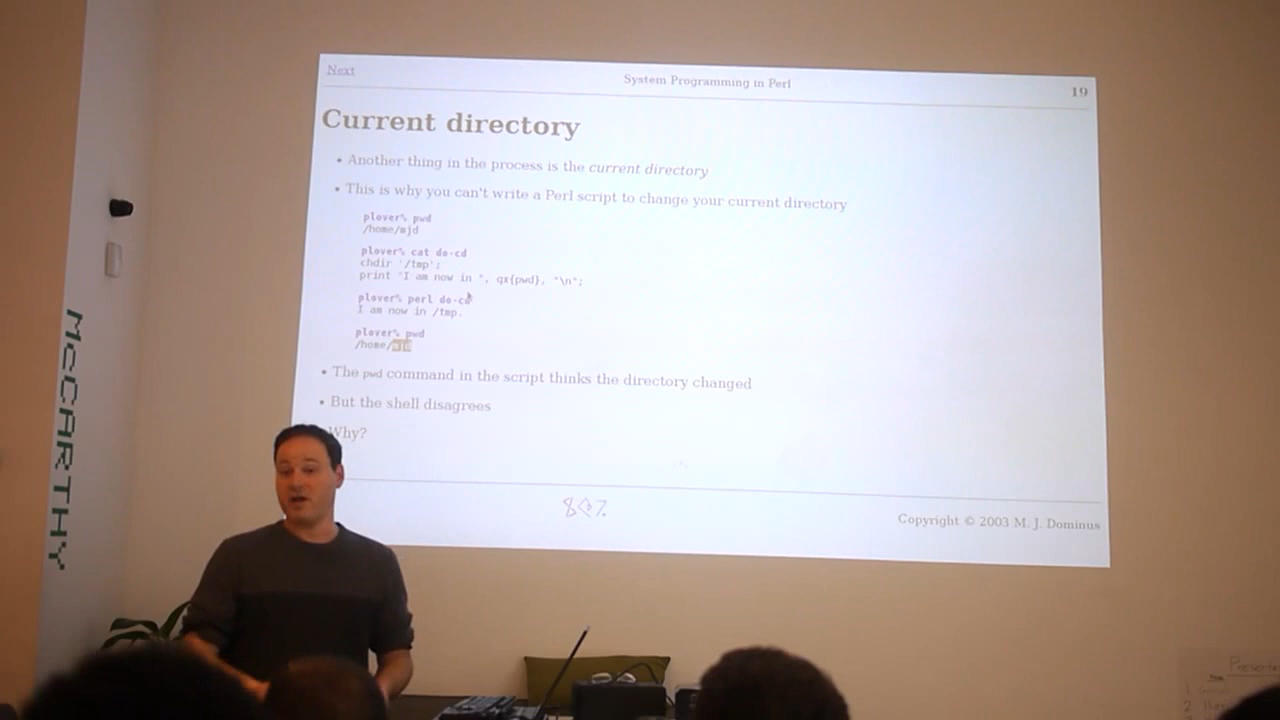 Next
System Programming in Perl
19
Current directory
• Another thing in the process is the current directory
• This is why you can't write a Perl script to change your current directory
plover% pwd
/home/mjd
plover% cat do-cd
chdir '/tmp';
print "I am now in ", qx{pwd}, "\n";
plover% perl do-cd
I am now in /tmp.
plover% pwd
/home/mjd
• The pwd command in the script thinks the directory changed
• But the shell disagrees
Why?
Copyright © 2003 M. J. Dominus
MCCARTHY
1
2